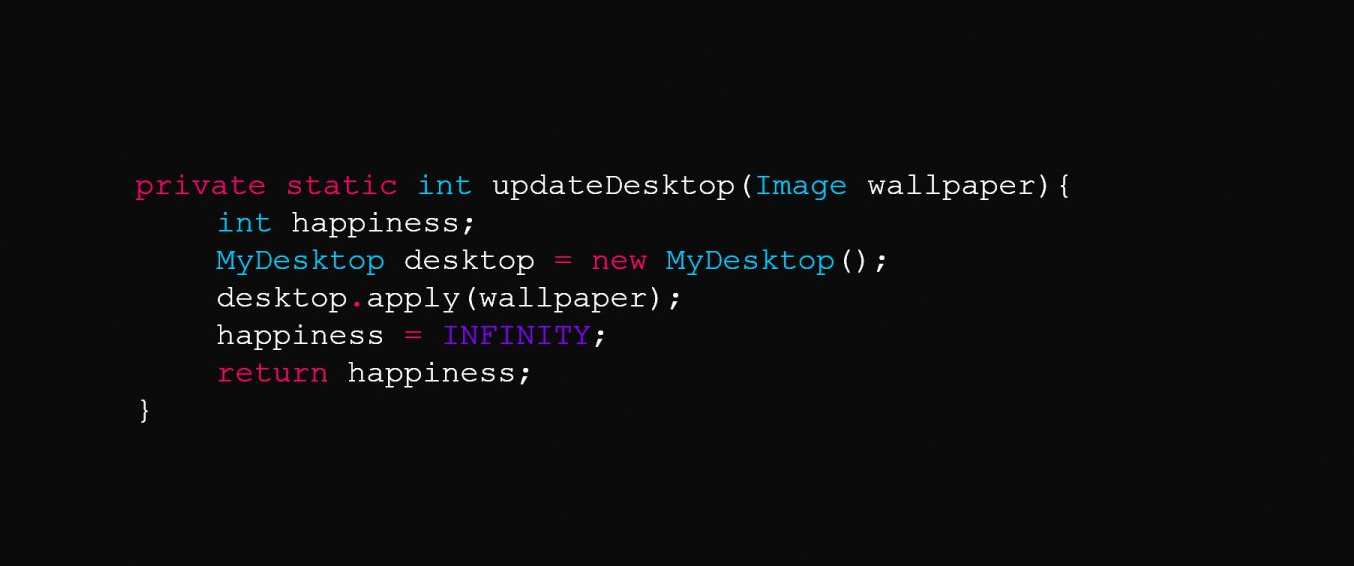 private static int updateDesktop(Image wallpaper){
int happiness;
MyDesktop desktop = new MyDesktop();
desktop.apply(wallpaper);
happiness = INFINITY;
return happiness;
}